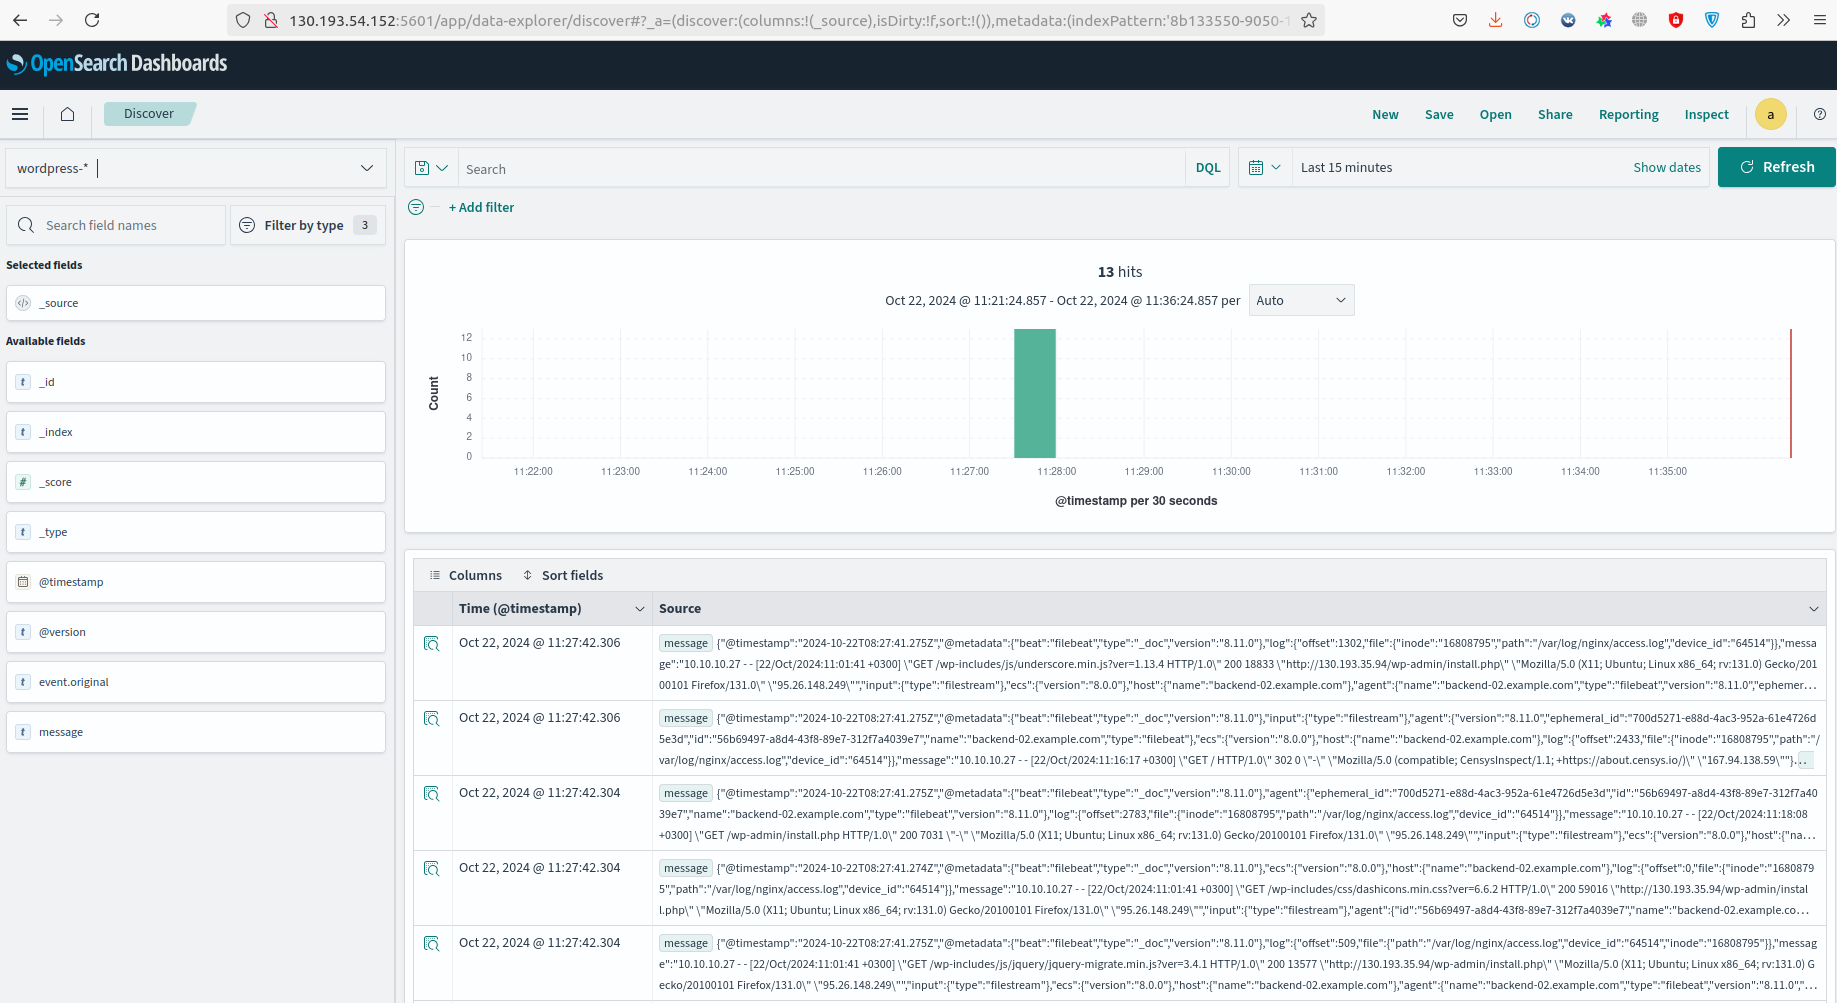 130.193.54.152:5601/app/data-explorer/discover#?_a=(discover:(columns:!(_source),isDirty:!f,sort:!()),metadata:(indexPattern:'8b133550-9050-1
OpenSearch Dashboards
Discover
New Save Open Share Reporting Inspect a
wordpress-*
Search DQL
Last 15 minutes Show dates
Refresh
+ Add filter
Search field names
Filter by type 3
Selected fields
_source
Available fields
t _id
t _index
# _score
t _type
@timestamp
t @version
t event.original
t message
13 hits
Oct 22, 2024 @ 11:21:24.857 - Oct 22, 2024 @ 11:36:24.857 per Auto
Count
12
10
8
6
4
2
0
11:22:00 11:23:00 11:24:00 11:25:00 11:26:00 11:27:00 11:28:00 11:29:00 11:30:00 11:31:00 11:32:00 11:33:00 11:34:00 11:35:00
@timestamp per 30 seconds
Columns Sort fields
Time (@timestamp) Source
Oct 22, 2024 @ 11:27:42.306 message {"@timestamp":"2024-10-22T08:27:41.275Z","@metadata":{"beat":"filebeat","type":"_doc","version":"8.11.0"},"log":{"offset":1302,"file":{"inode":"16808795","path":"/var/log/nginx/access.log","device_id":"64514"}},"messa
ge":"10.10.10.27 - - [22/Oct/2024:11:01:41 +0300] \"GET /wp-includes/js/underscore.min.js?ver=1.13.4 HTTP/1.0\" 200 18833 \"http://130.193.35.94/wp-admin/install.php\" \"Mozilla/5.0 (X11; Ubuntu; Linux x86_64; rv:131.0) Gecko/201
00101 Firefox/131.0\" \"95.26.148.249\"","input":{"type":"filestream"},"ecs":{"version":"8.0.0"},"host":{"name":"backend-02.example.com"},"agent":{"name":"backend-02.example.com","type":"filebeat","version":"8.11.0","ephemer...
Oct 22, 2024 @ 11:27:42.306 message {"@timestamp":"2024-10-22T08:27:41.275Z","@metadata":{"beat":"filebeat","type":"_doc","version":"8.11.0"},"input":{"type":"filestream"},"agent":{"version":"8.11.0","ephemeral_id":"700d5271-e88d-4ac3-952a-61e4726d
5e3d","id":"56b69497-a8d4-43f8-89e7-312f7a4039e7","name":"backend-02.example.com","type":"filebeat"},"ecs":{"version":"8.0.0"},"host":{"name":"backend-02.example.com"},"log":{"offset":2433,"file":{"inode":"16808795","path":"/
var/log/nginx/access.log","device_id":"64514"}},"message":"10.10.10.27 - - [22/Oct/2024:11:16:17 +0300] \"GET / HTTP/1.0\" 302 0 \"-\" \"Mozilla/5.0 (compatible; CensysInspect/1.1; +https://about.censys.io/)\" \"167.94.138.59\""}...
Oct 22, 2024 @ 11:27:42.304 message {"@timestamp":"2024-10-22T08:27:41.275Z","@metadata":{"beat":"filebeat","type":"_doc","version":"8.11.0"},"agent":{"ephemeral_id":"700d5271-e88d-4ac3-952a-61e4726d5e3d","id":"56b69497-a8d4-43f8-89e7-312f7a40
39e7","name":"backend-02.example.com","type":"filebeat","version":"8.11.0"},"log":{"offset":2783,"file":{"inode":"16808795","path":"/var/log/nginx/access.log","device_id":"64514"}},"message":"10.10.10.27 - - [22/Oct/2024:11:18:08
+0300] \"GET /wp-admin/install.php HTTP/1.0\" 200 7031 \"-\" \"Mozilla/5.0 (X11; Ubuntu; Linux x86_64; rv:131.0) Gecko/20100101 Firefox/131.0\" \"95.26.148.249\"","input":{"type":"filestream"},"ecs":{"version":"8.0.0"},"host":{"na...
Oct 22, 2024 @ 11:27:42.304 message {"@timestamp":"2024-10-22T08:27:41.274Z","@metadata":{"beat":"filebeat","type":"_doc","version":"8.11.0"},"ecs":{"version":"8.0.0"},"host":{"name":"backend-02.example.com"},"log":{"offset":0,"file":{"inode":"1680879
5","path":"/var/log/nginx/access.log","device_id":"64514"}},"message":"10.10.10.27 - - [22/Oct/2024:11:01:41 +0300] \"GET /wp-includes/css/dashicons.min.css?ver=6.6.2 HTTP/1.0\" 200 59016 \"http://130.193.35.94/wp-admin/instal
l.php\" \"Mozilla/5.0 (X11; Ubuntu; Linux x86_64; rv:131.0) Gecko/20100101 Firefox/131.0\" \"95.26.148.249\"","input":{"type":"filestream"},"agent":{"id":"56b69497-a8d4-43f8-89e7-312f7a4039e7","name":"backend-02.example.co...
Oct 22, 2024 @ 11:27:42.304 message {"@timestamp":"2024-10-22T08:27:41.275Z","@metadata":{"beat":"filebeat","type":"_doc","version":"8.11.0"},"log":{"offset":509,"file":{"path":"/var/log/nginx/access.log","device_id":"64514","inode":"16808795"}},"messag
e":"10.10.10.27 - - [22/Oct/2024:11:01:41 +0300] \"GET /wp-includes/js/jquery/jquery-migrate.min.js?ver=3.4.1 HTTP/1.0\" 200 13577 \"http://130.193.35.94/wp-admin/install.php\" \"Mozilla/5.0 (X11; Ubuntu; Linux x86_64; rv:131.0) G
ecko/20100101 Firefox/131.0\" \"95.26.148.249\"","input":{"type":"filestream"},"ecs":{"version":"8.0.0"},"host":{"name":"backend-02.example.com"},"agent":{"name":"backend-02.example.com","type":"filebeat","version":"8.11.0","...